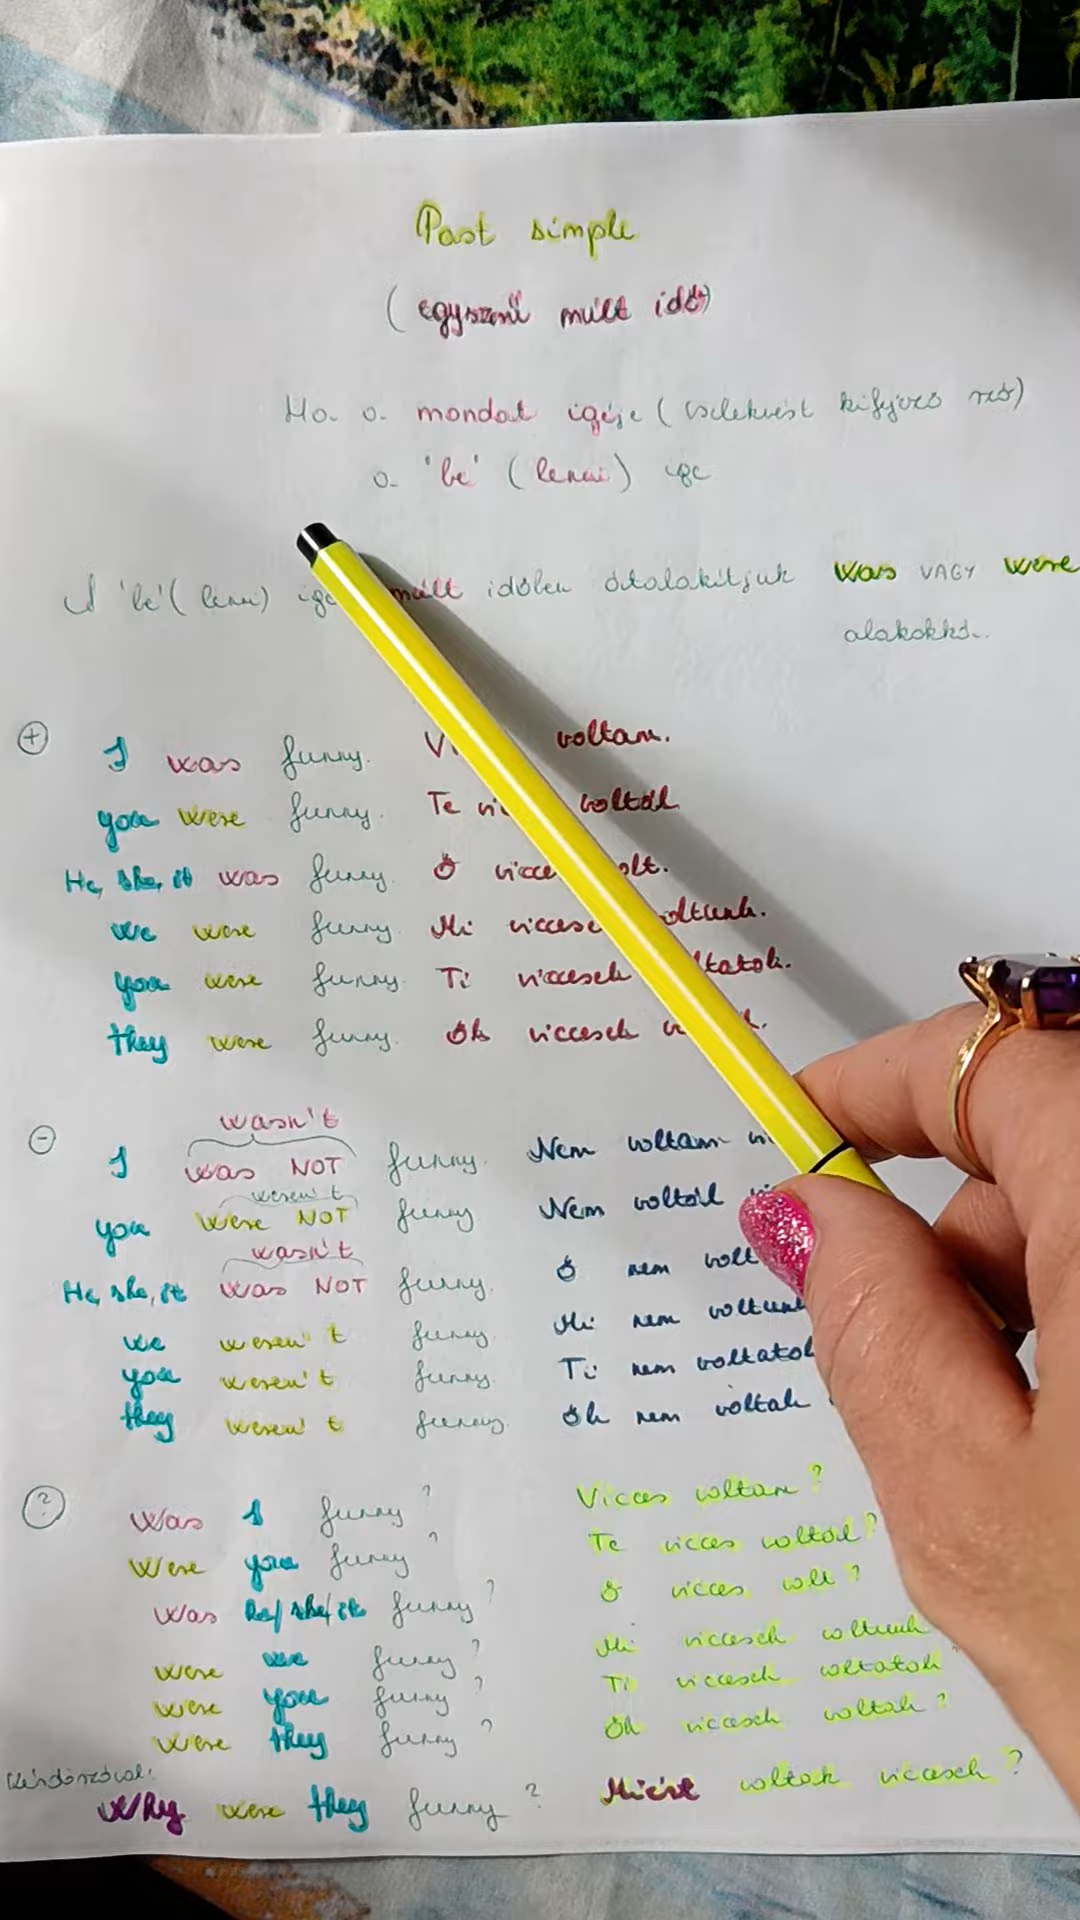 Past simple
(egyszerű múlt idő)
Ha a mondat igéje (cselekvést kifejező szó)
a 'be' (lenni) ige
A 'be' (lenni) ige múlt időben átalakítjuk was VAGY were
alakokká.
+ I was funny. voltam.
you were funny. Te voltál.
He, she, it was funny. Ő
we were funny. Mi
you were funny. Ti viccesek
they were funny. Ők viccesek
wasn't
- I was NOT funny. Nem voltam
weren't
you were NOT funny Nem voltál
wasn't
He, she, it was NOT funny. Ő nem
we weren't funny Mi nem voltunk
you weren't funny. Ti nem voltatok
they weren't funny. Ők nem voltak
? Was I funny? Vicces voltam?
Were you funny? Te vicces voltál?
Was he/she/it funny? Ő vicces volt?
were we funny? Mi viccesek voltunk
were you funny? Ti viccesek voltatok
were they funny? Ők viccesek voltak?
Kérdőszóval:
Why were they funny? Miért voltak viccesek?